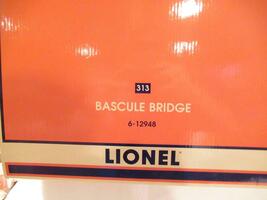 313
BASCULE BRIDGE
6-12948
LIONEL